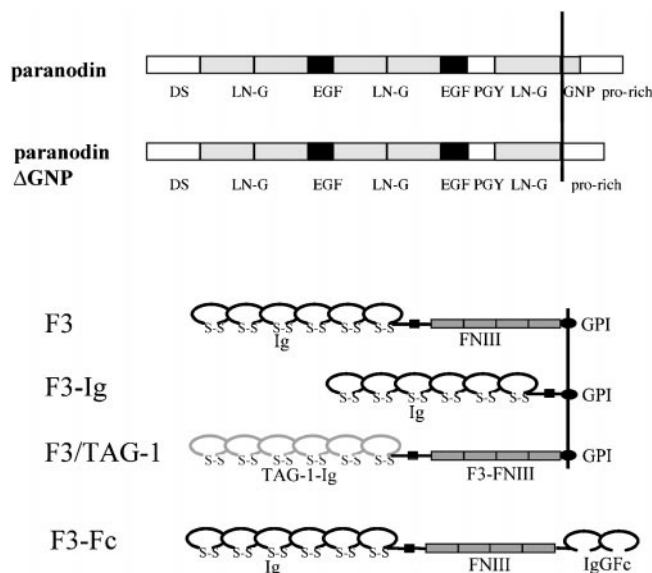 paranodin
DS LN-G EGF LN-G EGF PGY LN-G GNP pro-rich
paranodin
ΔGNP
DS LN-G EGF LN-G EGF PGY LN-G pro-rich
F3 S-S S-S S-S S-S S-S S-S GPI
Ig FNIII
F3-Ig S-S S-S S-S S-S S-S S-S GPI
Ig
F3/TAG-1 S-S S-S S-S S-S S-S S-S GPI
TAG-1-Ig F3-FNIII
F3-Fc S-S S-S S-S S-S S-S S-S
Ig FNIII IgGFc